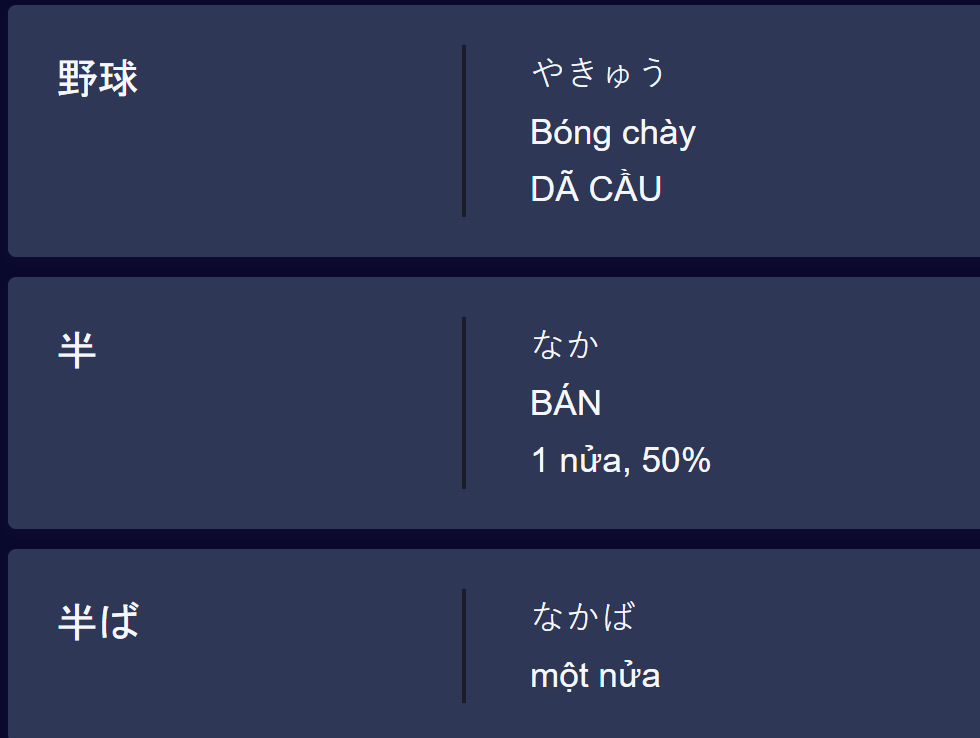 野球
やきゅう
Bóng chày
DÃ CẦU
半
なか
BÁN
1 nửa, 50%
半ば
なかば
một nửa